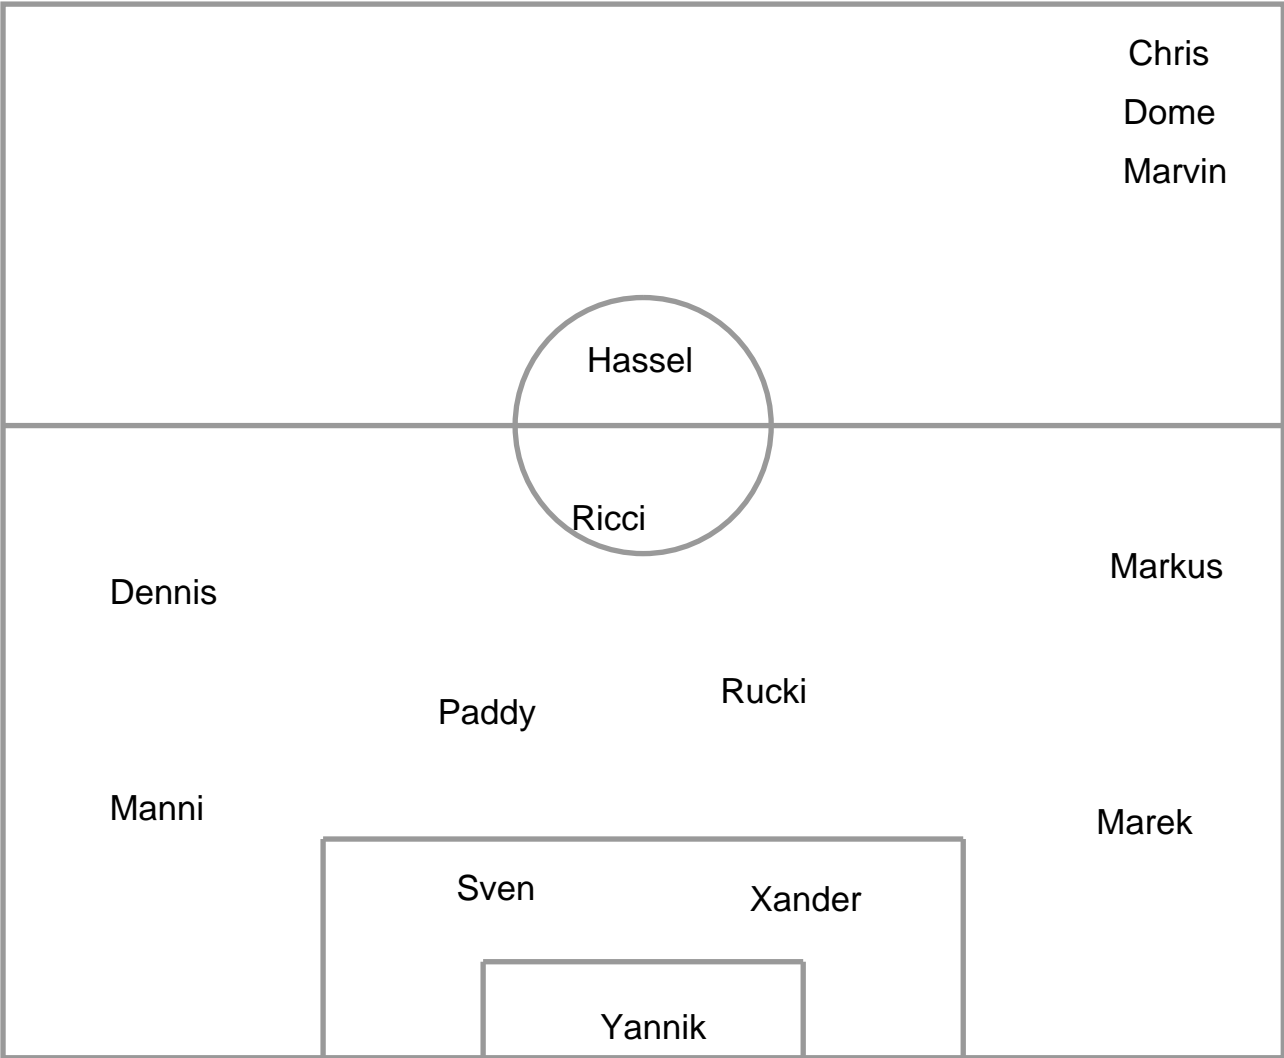 Chris
Dome
Marvin
Hassel
Ricci
Markus
Dennis
Rucki
Paddy
Manni
Marek
Sven
Xander
Yannik